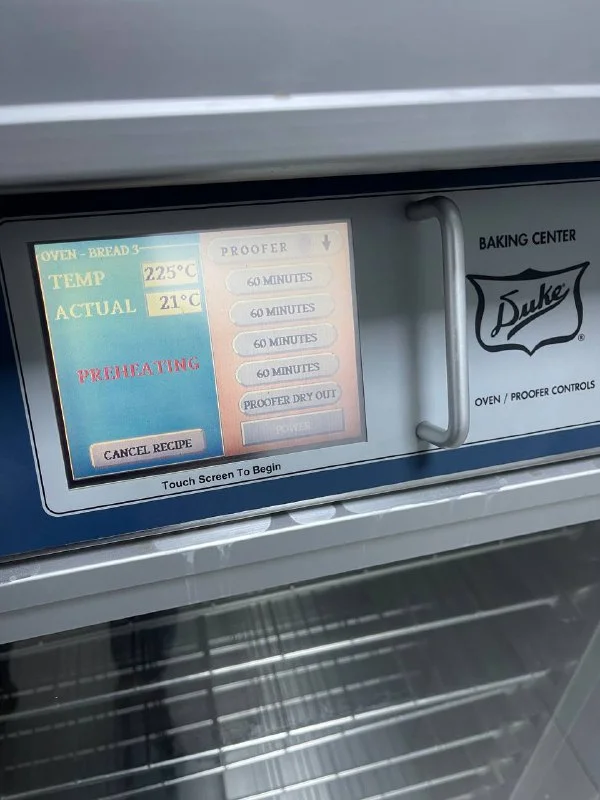 OVEN - BREAD 3
TEMP 225°C
ACTUAL 21°C
PREHEATING
CANCEL RECIPE
PROOFER
60 MINUTES
60 MINUTES
60 MINUTES
60 MINUTES
PROOFER DRY OUT
POWER
Touch Screen To Begin
BAKING CENTER
Duke
®
OVEN / PROOFER CONTROLS